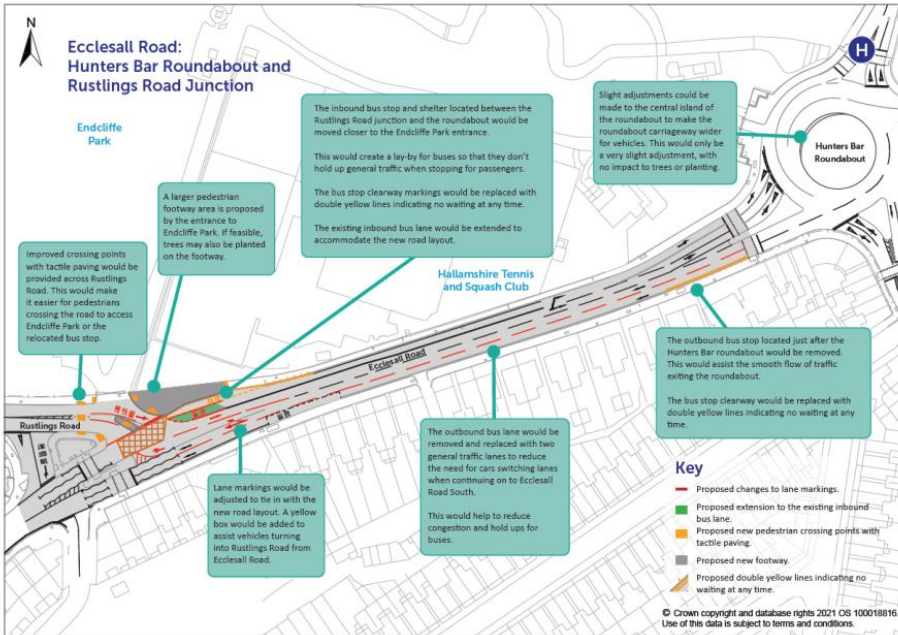 N
Ecclesall Road:
Hunters Bar Roundabout and
Rustlings Road Junction
Endcliffe
Park
H
Hunters Bar
Roundabout
The inbound bus stop and shelter located between the
Rustlings Road junction and the roundabout would be
moved closer to the Endcliffe Park entrance.
This would create a lay-by for buses so that they don't
hold up general traffic when stopping for passengers.
The bus stop clearway markings would be replaced with
double yellow lines indicating no waiting at any time.
The existing inbound bus lane would be extended to
accommodate the new road layout.
Slight adjustments could be
made to the central island of
the roundabout to make the
roundabout carriageway wider
for vehicles. This would only be
a very slight adjustment, with
no impact to trees or planting.
A larger pedestrian
footway area is proposed
by the entrance to
Endcliffe Park. If feasible,
trees may also be planted
on the footway.
Improved crossing points
with tactile paving would be
provided across Rustlings
Road. This would make
it easier for pedestrians
crossing the road to access
Endcliffe Park or the
relocated bus stop.
Hallamshire Tennis
and Squash Club
Ecclesall Road
Rustlings Road
The outbound bus stop located just after the
Hunters Bar roundabout would be removed.
This would assist the smooth flow of traffic
exiting the roundabout.
The bus stop clearway would be replaced with
double yellow lines indicating no waiting at any
time.
The outbound bus lane would be
removed and replaced with two
general traffic lanes to reduce
the need for cars switching lanes
when continuing on to Ecclesall
Road South.
This would help to reduce
congestion and hold ups for
buses.
Lane markings would be
adjusted to tie in with the
new road layout. A yellow
box would be added to
assist vehicles turning
into Rustlings Road from
Ecclesall Road.
Key
Proposed changes to lane markings.
Proposed extension to the existing inbound
bus lane.
Proposed new pedestrian crossing points with
tactile paving.
Proposed new footway.
Proposed double yellow lines indicating no
waiting at any time.
© Crown copyright and database rights 2021 OS 100018816.
Use of this data is subject to terms and conditions.